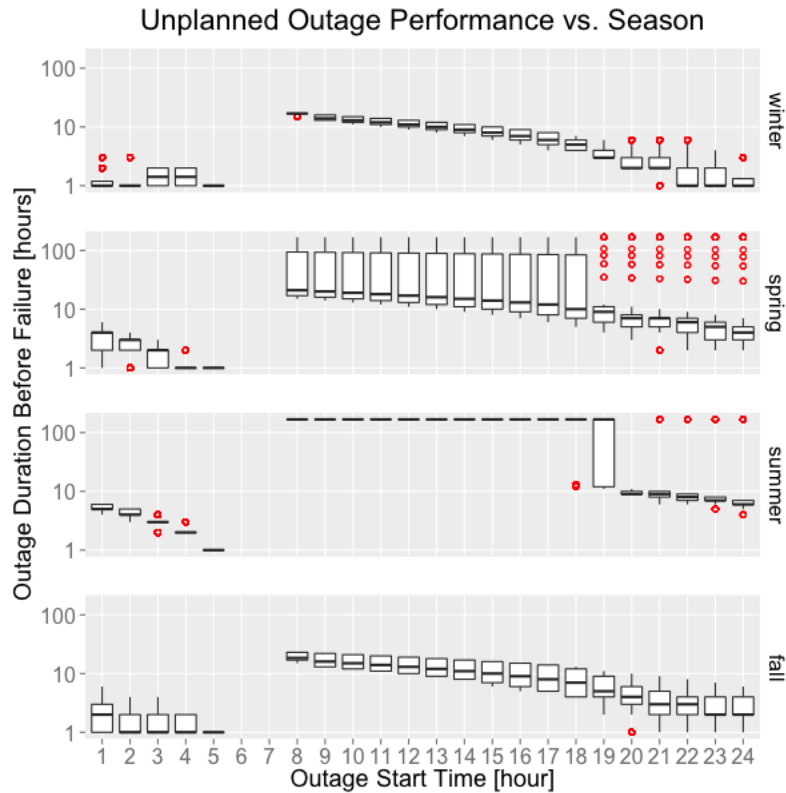 Unplanned Outage Performance vs. Season
Outage Duration Before Failure [hours]
100
10
1
winter
100
10
1
spring
100
10
1
summer
100
10
1
fall
1 2 3 4 5 6 7 8 9 10 11 12 13 14 15 16 17 18 19 20 21 22 23 24
Outage Start Time [hour]